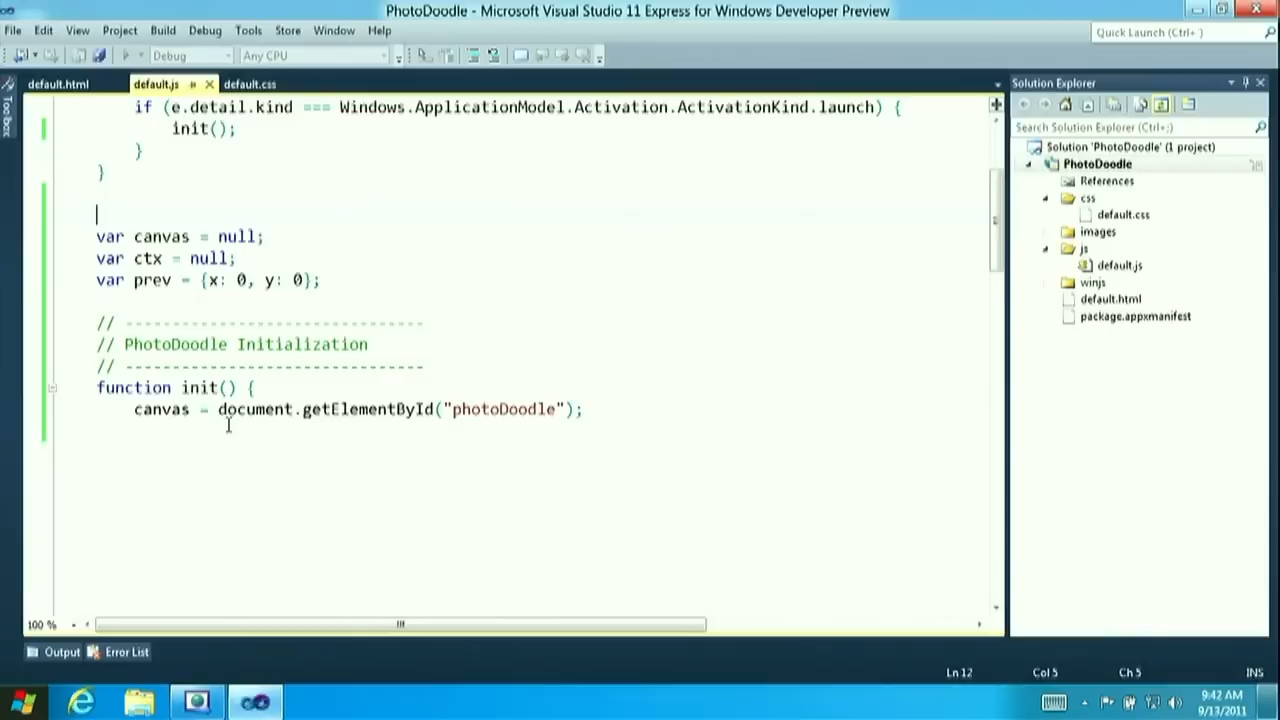 PhotoDoodle - Microsoft Visual Studio 11 Express for Windows Developer Preview
File Edit View Project Build Debug Tools Store Window Help
Quick Launch (Ctrl+ )
Debug Any CPU
default.html default.js default.css
Toolbox
if (e.detail.kind === Windows.ApplicationModel.Activation.ActivationKind.launch) {
init();
}
}
var canvas = null;
var ctx = null;
var prev = {x: 0, y: 0};
// --------------------------------
// PhotoDoodle Initialization
// --------------------------------
function init() {
canvas = document.getElementById("photoDoodle");
100 %
Solution Explorer
Search Solution Explorer (Ctrl+;)
Solution 'PhotoDoodle' (1 project)
PhotoDoodle
References
css
default.css
images
js
default.js
winjs
default.html
package.appxmanifest
Output Error List
Ln 12 Col 5 Ch 5 INS
9:42 AM
9/13/2011